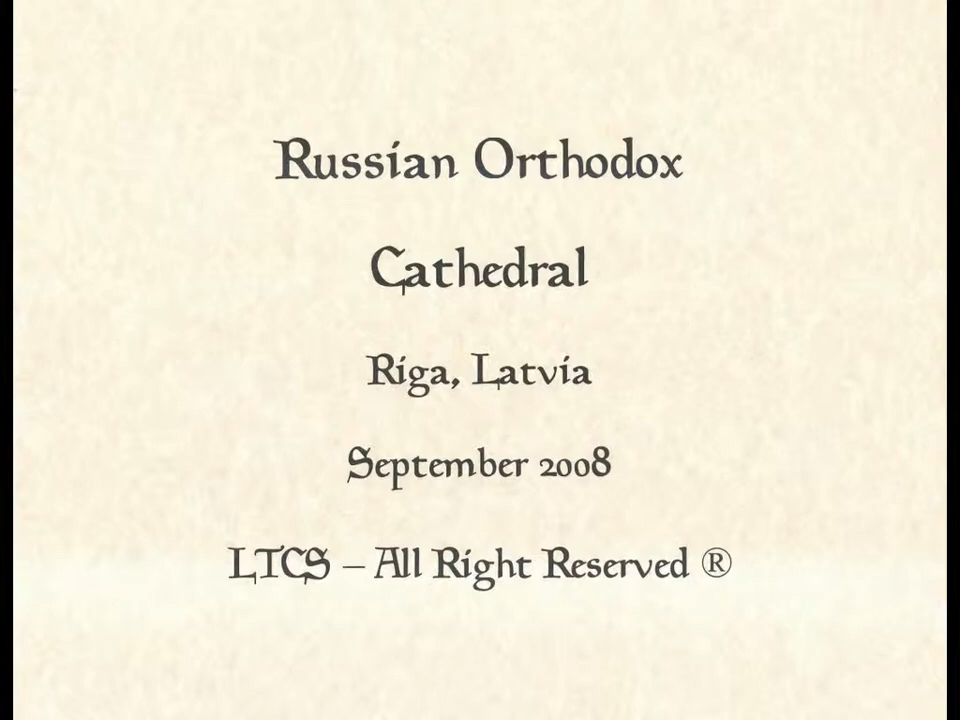 Russian Orthodox
Cathedral
Riga, Latvia
September 2008
LTCS – All Right Reserved ®